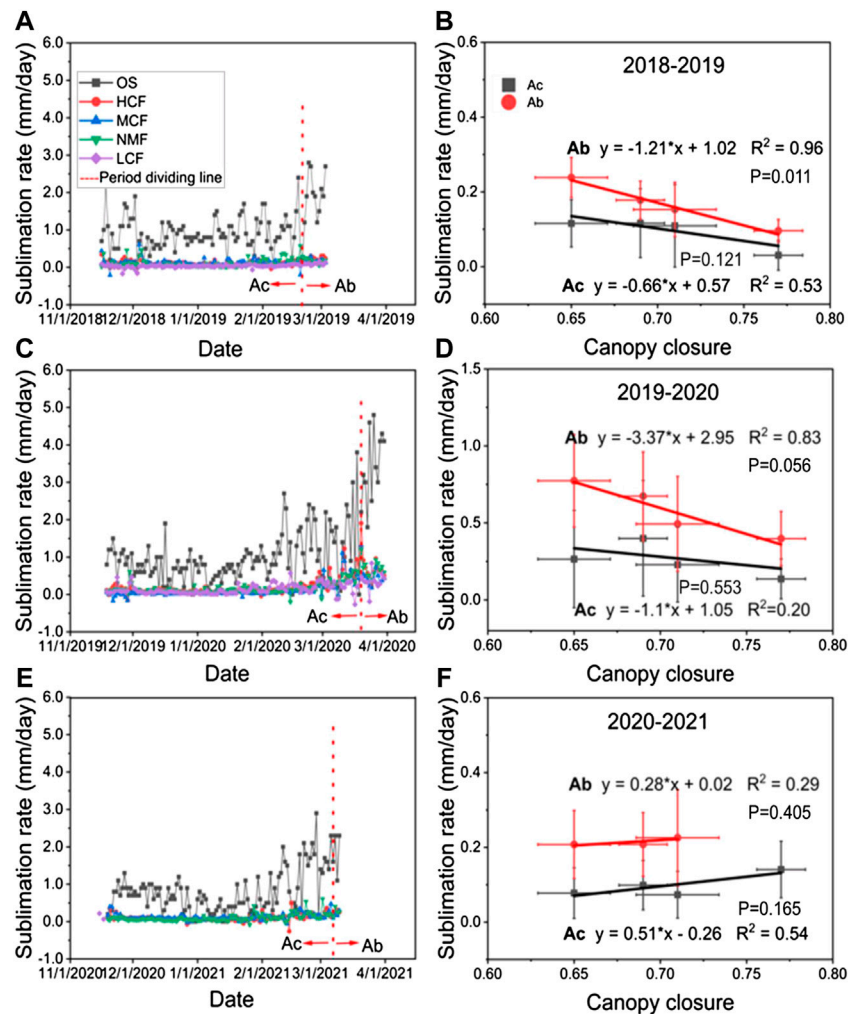 A
Sublimation rate (mm/day)
6.0
5.0
4.0
3.0
2.0
1.0
0.0
-1.0
OS
HCF
MCF
NMF
LCF
Period dividing line
Ac
Ab
11/1/2018
12/1/2018
1/1/2019
2/1/2019
3/1/2019
4/1/2019
Date
B
Sublimation rate (mm/day)
0.6
0.4
0.2
0.0
2018-2019
Ac
Ab
Ab y = -1.21*x + 1.02 R² = 0.96
P=0.011
P=0.121
Ac y = -0.66*x + 0.57 R² = 0.53
0.60
0.65
0.70
0.75
0.80
Canopy closure
C
Sublimation rate (mm/day)
6.0
5.0
4.0
3.0
2.0
1.0
0.0
-1.0
Ac
Ab
11/1/2019
12/1/2019
1/1/2020
2/1/2020
3/1/2020
4/1/2020
Date
D
Sublimation rate (mm/day)
1.5
1.0
0.5
0.0
2019-2020
Ab y = -3.37*x + 2.95 R² = 0.83
P=0.056
P=0.553
Ac y = -1.1*x + 1.05 R²=0.20
0.60
0.65
0.70
0.75
0.80
Canopy closure
E
Sublimation rate (mm/day)
6.0
5.0
4.0
3.0
2.0
1.0
0.0
-1.0
Ac
Ab
11/1/2020
12/1/2020
1/1/2021
2/1/2021
3/1/2021
4/1/2021
Date
F
Sublimation rate (mm/day)
0.6
0.4
0.2
0.0
2020-2021
Ab y = 0.28*x + 0.02 R² = 0.29
P=0.405
P=0.165
Ac y = 0.51*x - 0.26 R² = 0.54
0.60
0.65
0.70
0.75
0.80
Canopy closure